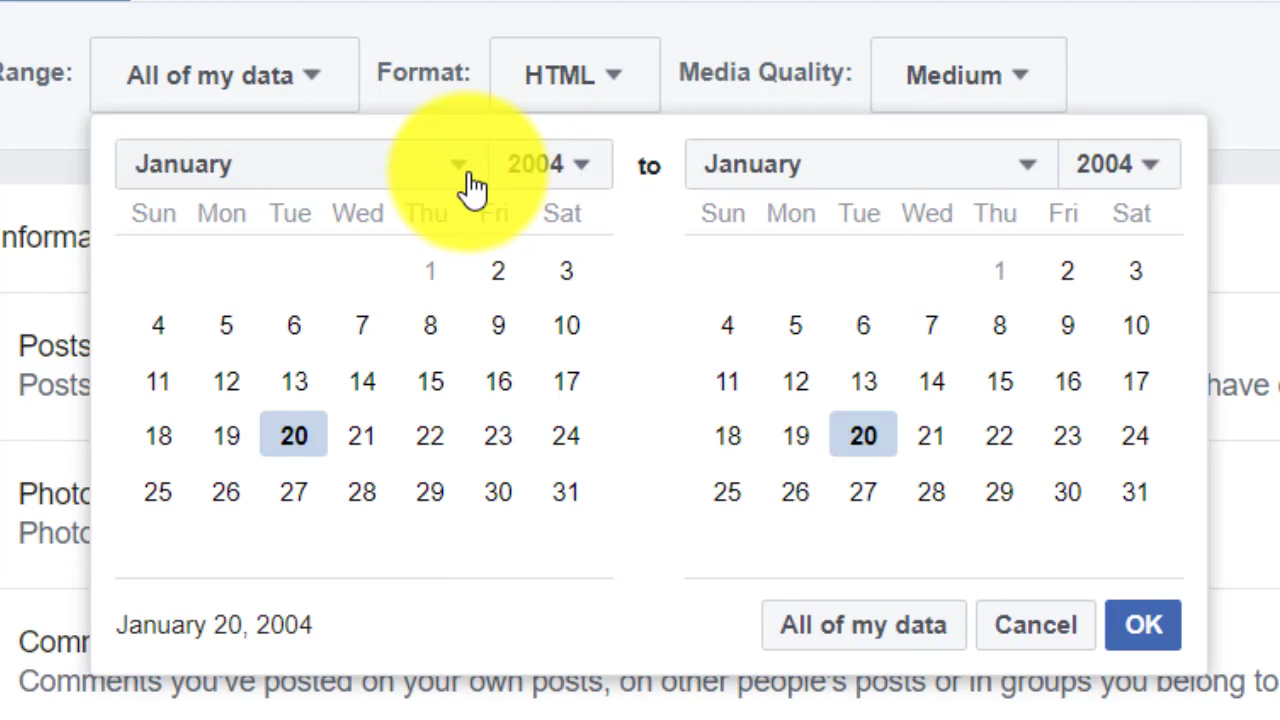 Range: All of my data Format: HTML Media Quality: Medium
January 2004 to January 2004
Sun Mon Tue Wed Thu Fri Sat Sun Mon Tue Wed Thu Fri Sat
nforma
1 2 3 1 2 3
4 5 6 7 8 9 10 4 5 6 7 8 9 10
Posts
11 12 13 14 15 16 17 11 12 13 14 15 16 17
Posts have
18 19 20 21 22 23 24 18 19 20 21 22 23 24
25 26 27 28 29 30 31 25 26 27 28 29 30 31
Photo
Photo
January 20, 2004 All of my data Cancel OK
Comm
Comments you've posted on your own posts, on other people's posts or in groups you belong to